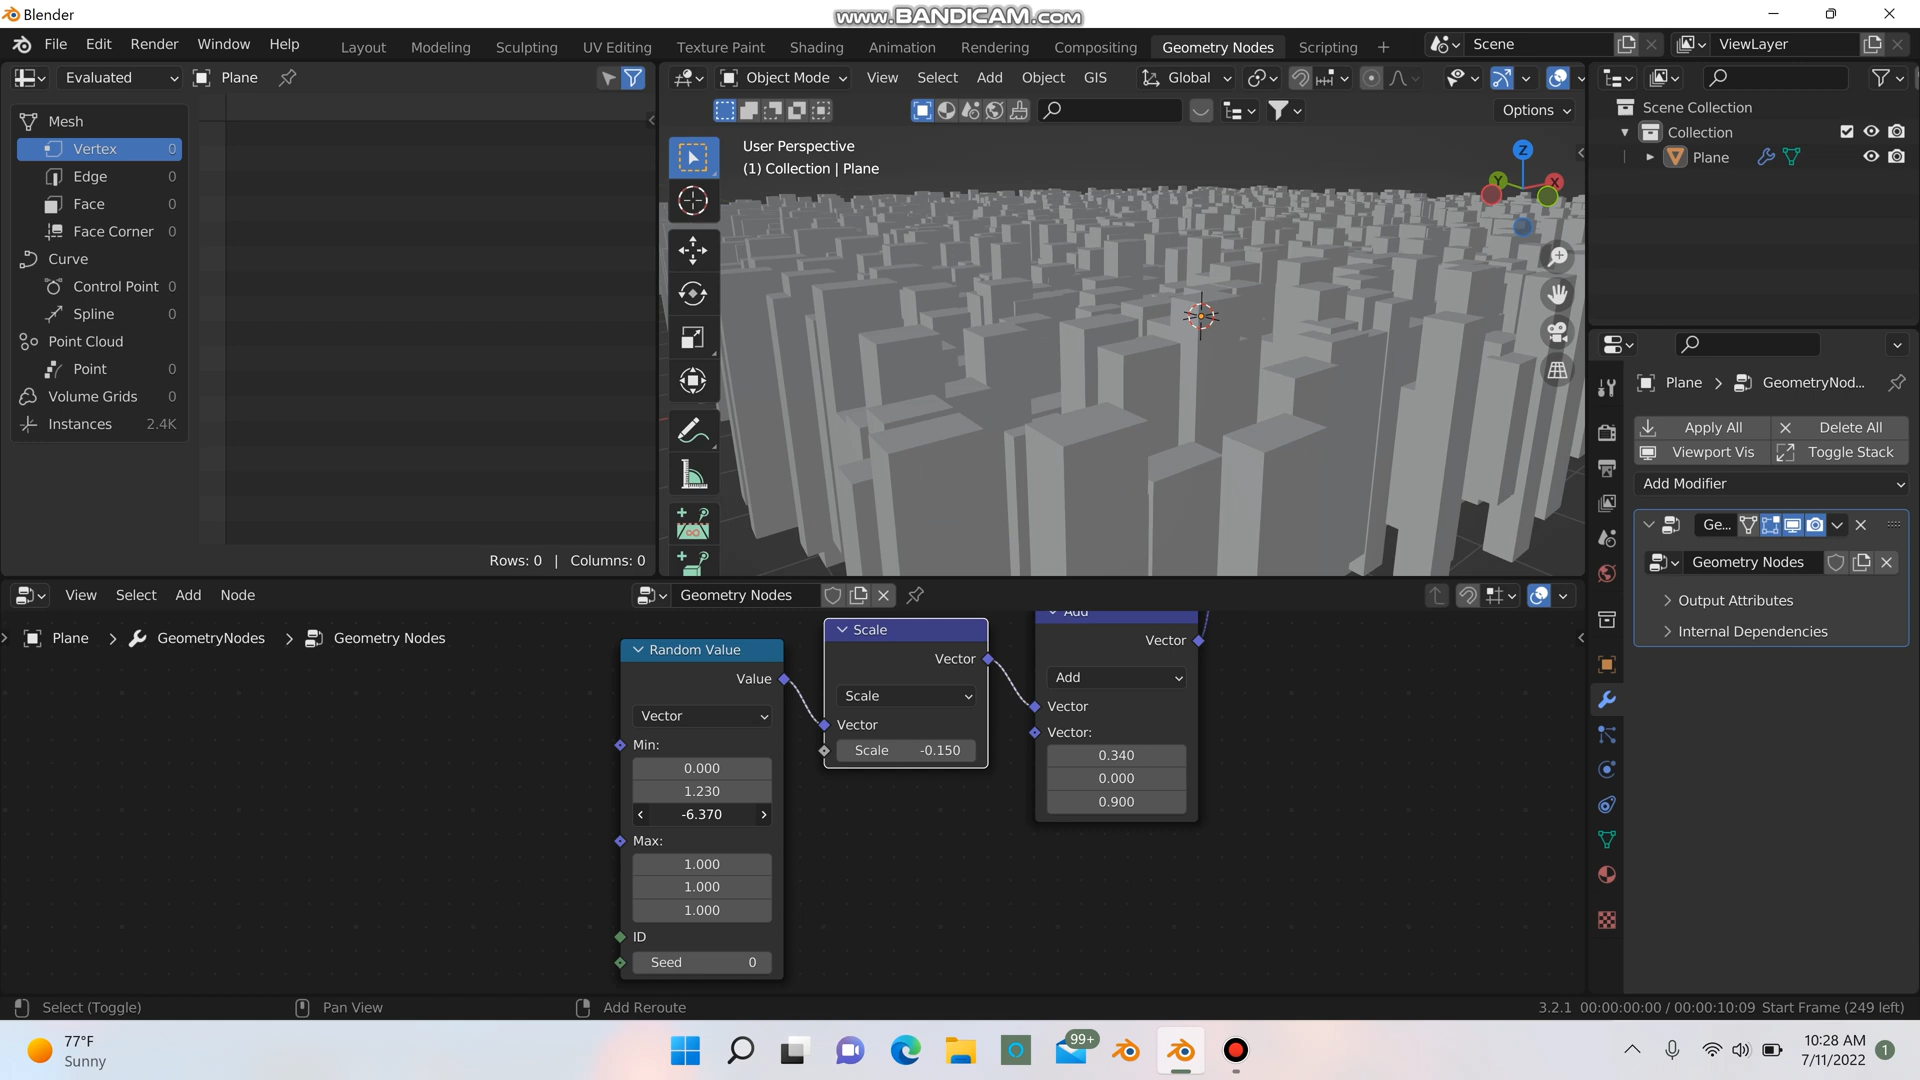 Blender
www.BANDICAM.com
File Edit Render Window Help
Layout Modeling Sculpting UV Editing Texture Paint Shading Animation Rendering Compositing Geometry Nodes Scripting
Scene
ViewLayer
Evaluated
Plane
Object Mode View Select Add Object GIS
Global
Options
Mesh
Vertex 0
Edge 0
Face 0
Face Corner 0
Curve
Control Point 0
Spline 0
Point Cloud
Point 0
Volume Grids 0
Instances 2.4K
Rows: 0 | Columns: 0
User Perspective
(1) Collection | Plane
Z
Y
X
Scene Collection
Collection
Plane
Plane > GeometryNod...
Apply All
Delete All
Viewport Vis
Toggle Stack
Add Modifier
Ge...
Geometry Nodes
Output Attributes
Internal Dependencies
View Select Add Node
Geometry Nodes
Plane > GeometryNodes > Geometry Nodes
Random Value
Value
Vector
Min:
0.000
1.230
-6.370
Max:
1.000
1.000
1.000
ID
Seed 0
Scale
Vector
Scale
Vector
Scale -0.150
Add
Vector
Add
Vector
Vector:
0.340
0.000
0.900
Select (Toggle)
Pan View
Add Reroute
3.2.1 00:00:00:00 / 00:00:10:09 Start Frame (249 left)
77°F
Sunny
99+
10:28 AM
7/11/2022
1